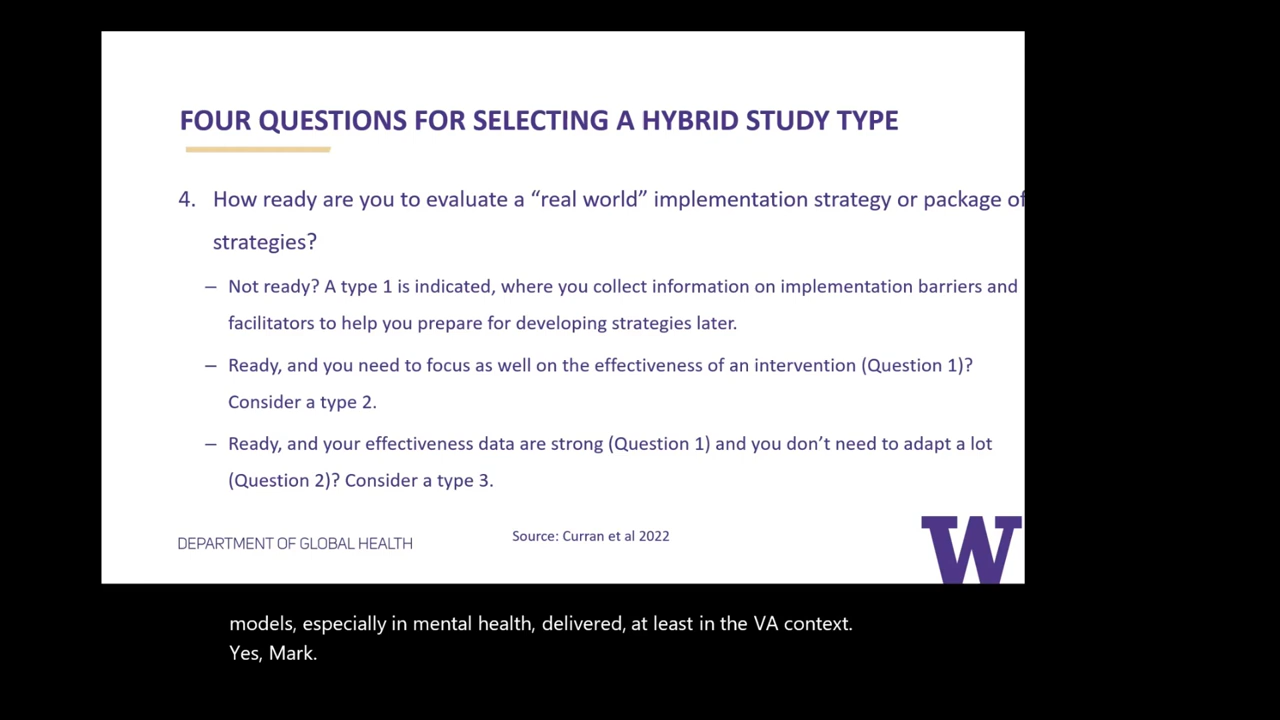 FOUR QUESTIONS FOR SELECTING A HYBRID STUDY TYPE
4. How ready are you to evaluate a “real world” implementation strategy or package of
strategies?
– Not ready? A type 1 is indicated, where you collect information on implementation barriers and
facilitators to help you prepare for developing strategies later.
– Ready, and you need to focus as well on the effectiveness of an intervention (Question 1)?
Consider a type 2.
– Ready, and your effectiveness data are strong (Question 1) and you don’t need to adapt a lot
(Question 2)? Consider a type 3.
DEPARTMENT OF GLOBAL HEALTH
Source: Curran et al 2022
W
models, especially in mental health, delivered, at least in the VA context.
Yes, Mark.